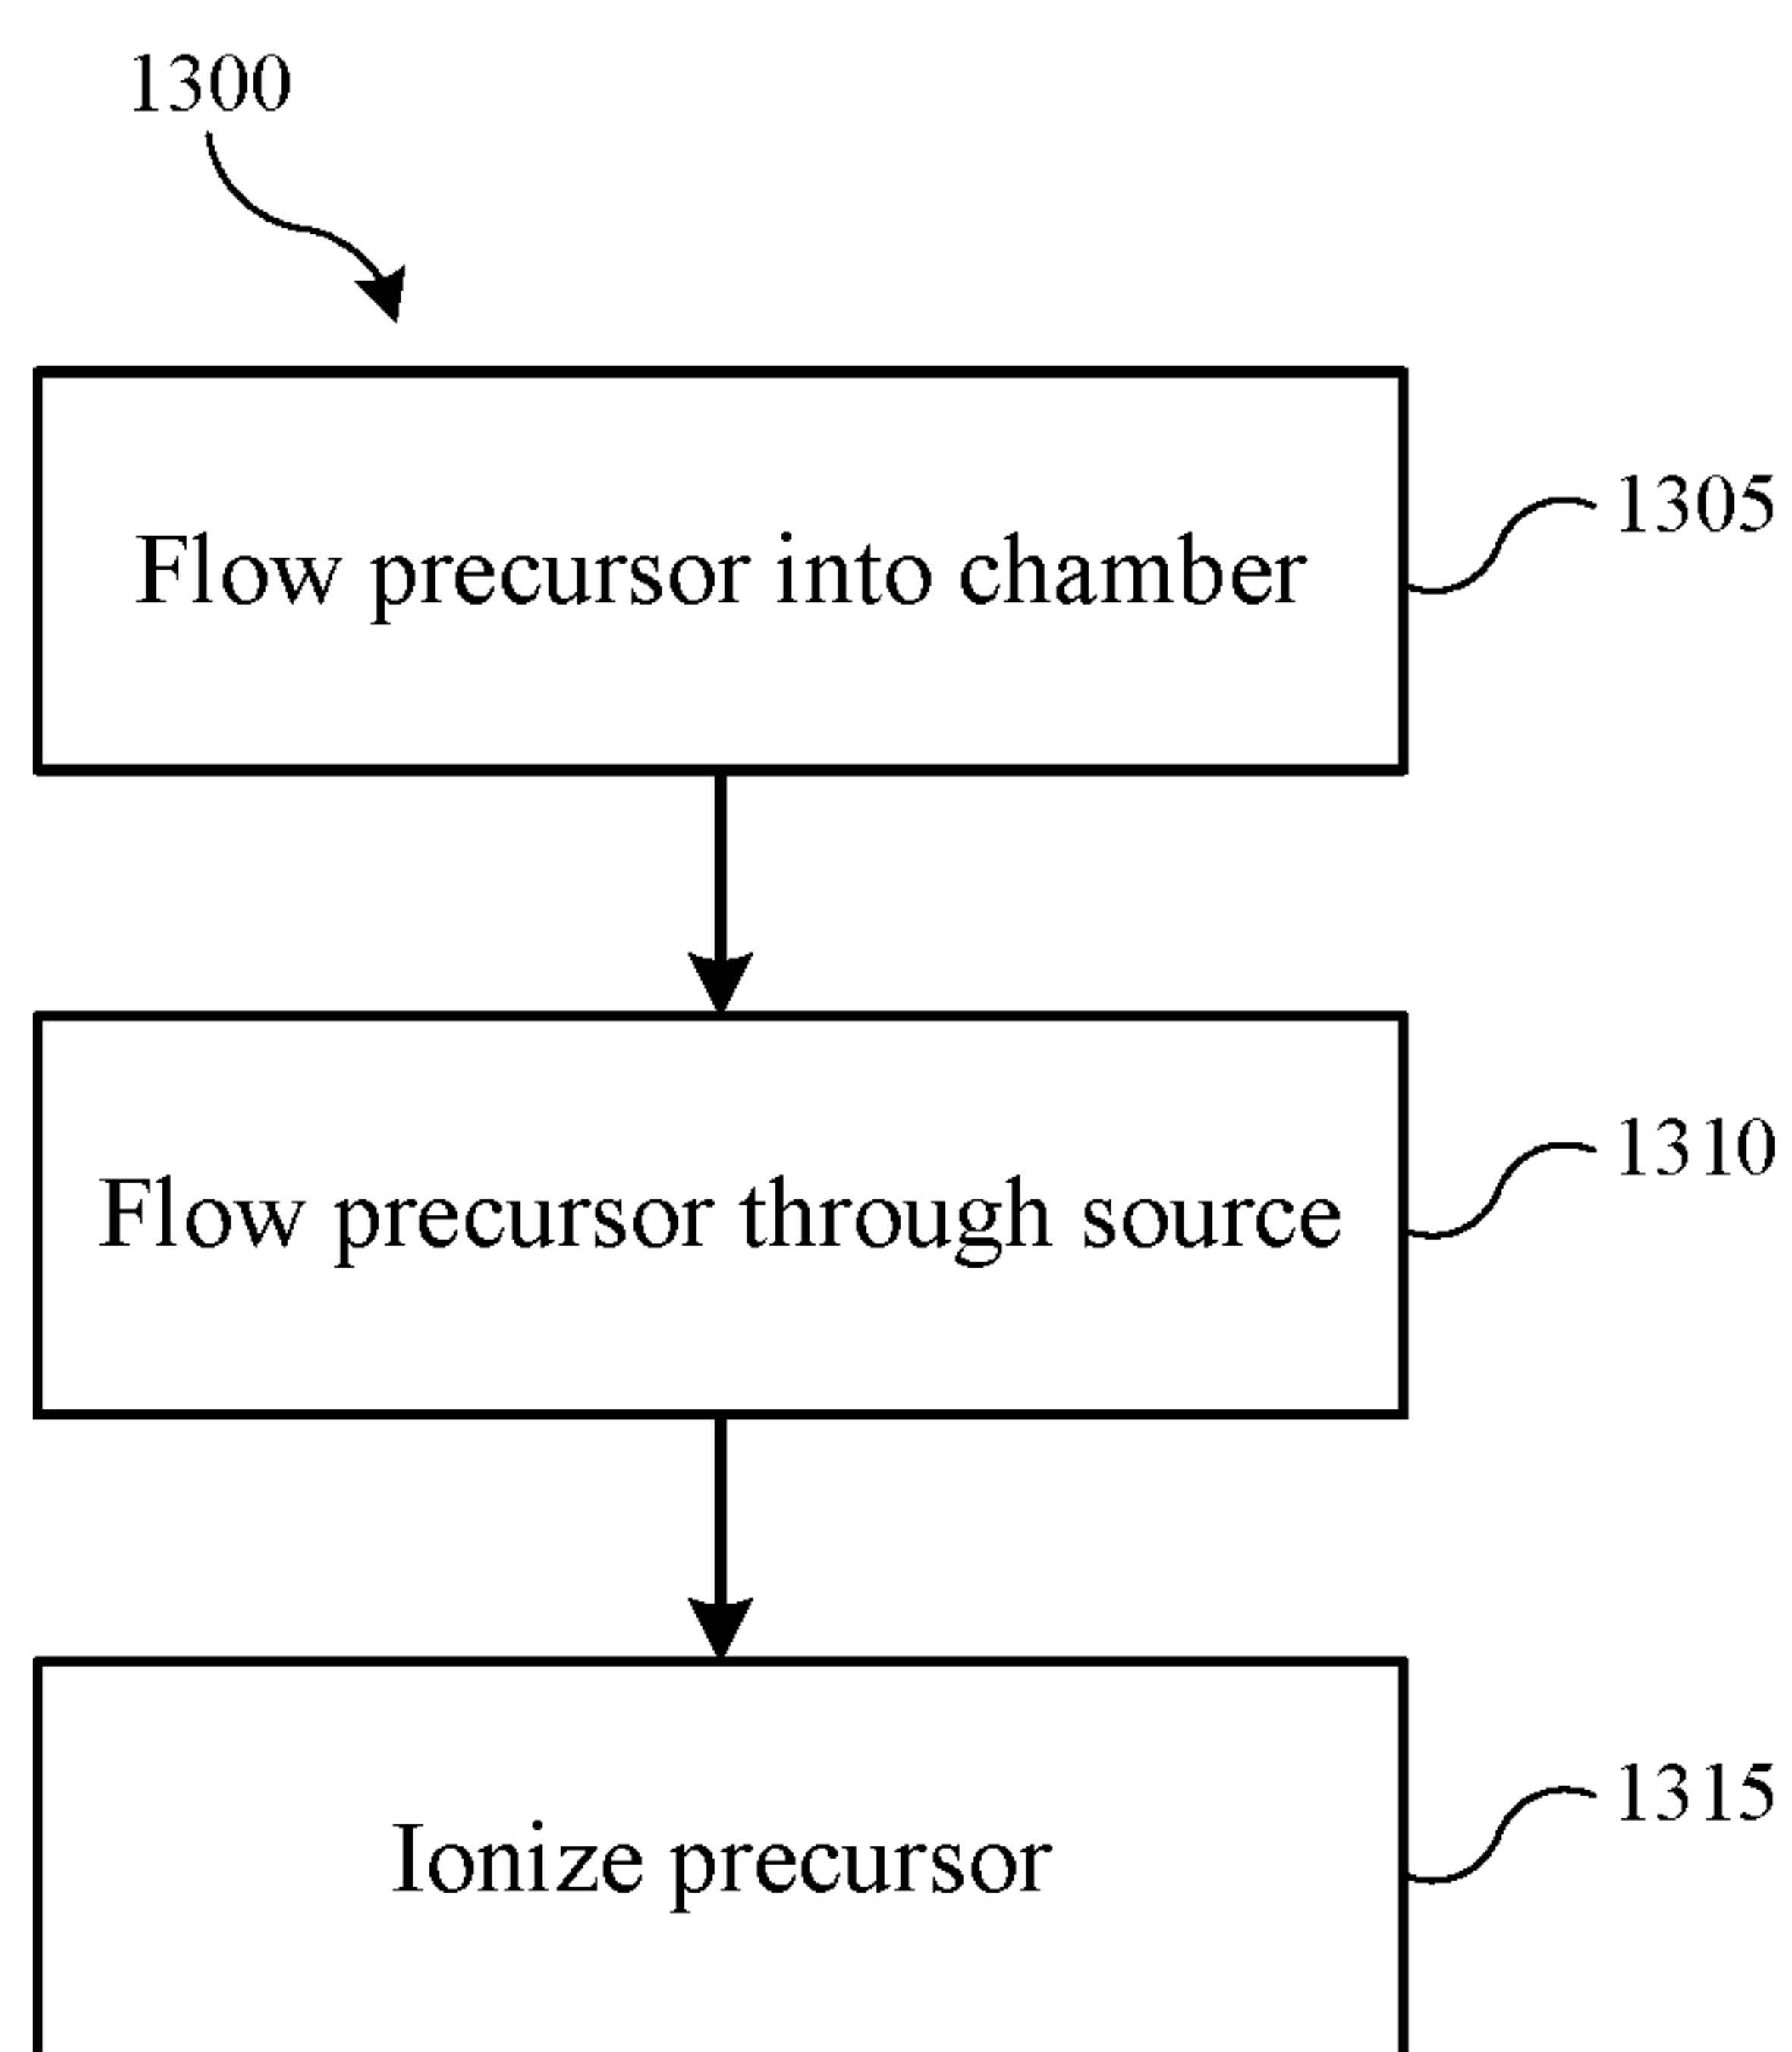 1300
Flow precursor into chamber
1305
Flow precursor through source
1310
Ionize precursor
1315